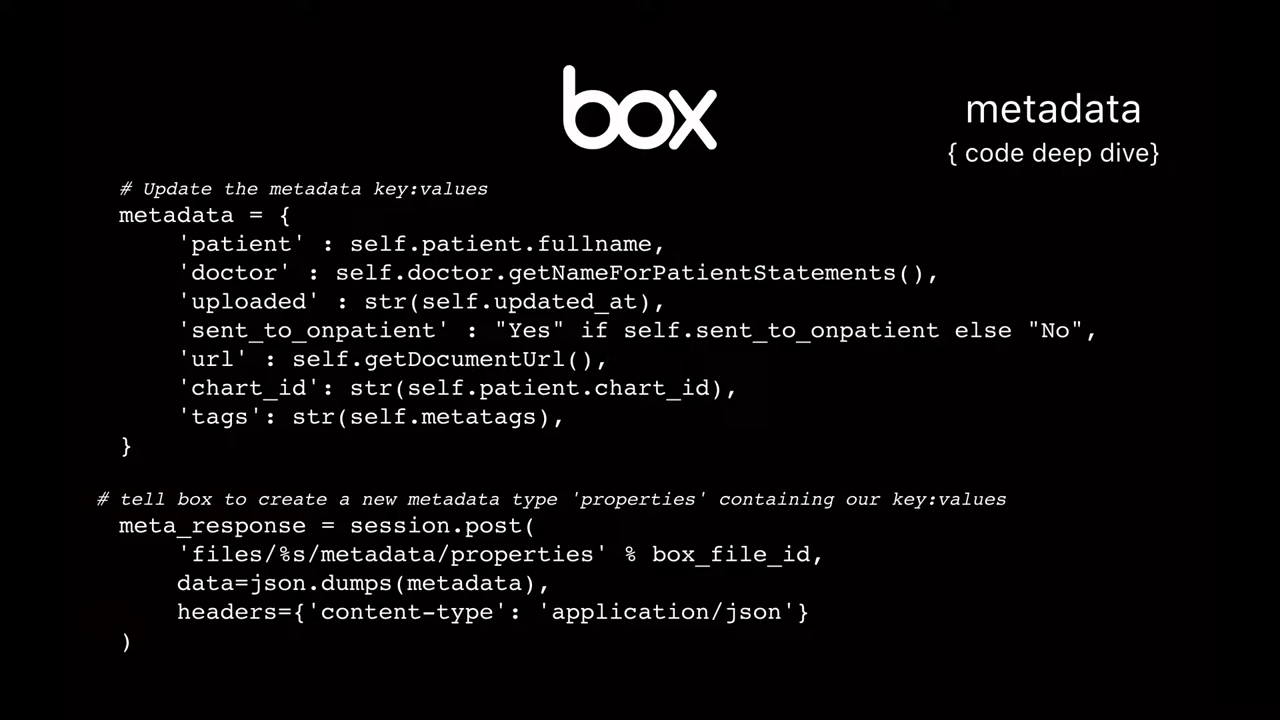 box
metadata
{ code deep dive}
# Update the metadata key:values
metadata = {
'patient' : self.patient.fullname,
'doctor' : self.doctor.getNameForPatientStatements(),
'uploaded' : str(self.updated_at),
'sent_to_onpatient' : "Yes" if self.sent_to_onpatient else "No",
'url' : self.getDocumentUrl(),
'chart_id': str(self.patient.chart_id),
'tags': str(self.metatags),
}
# tell box to create a new metadata type 'properties' containing our key:values
meta_response = session.post(
'files/%s/metadata/properties' % box_file_id,
data=json.dumps(metadata),
headers={'content-type': 'application/json'}
)